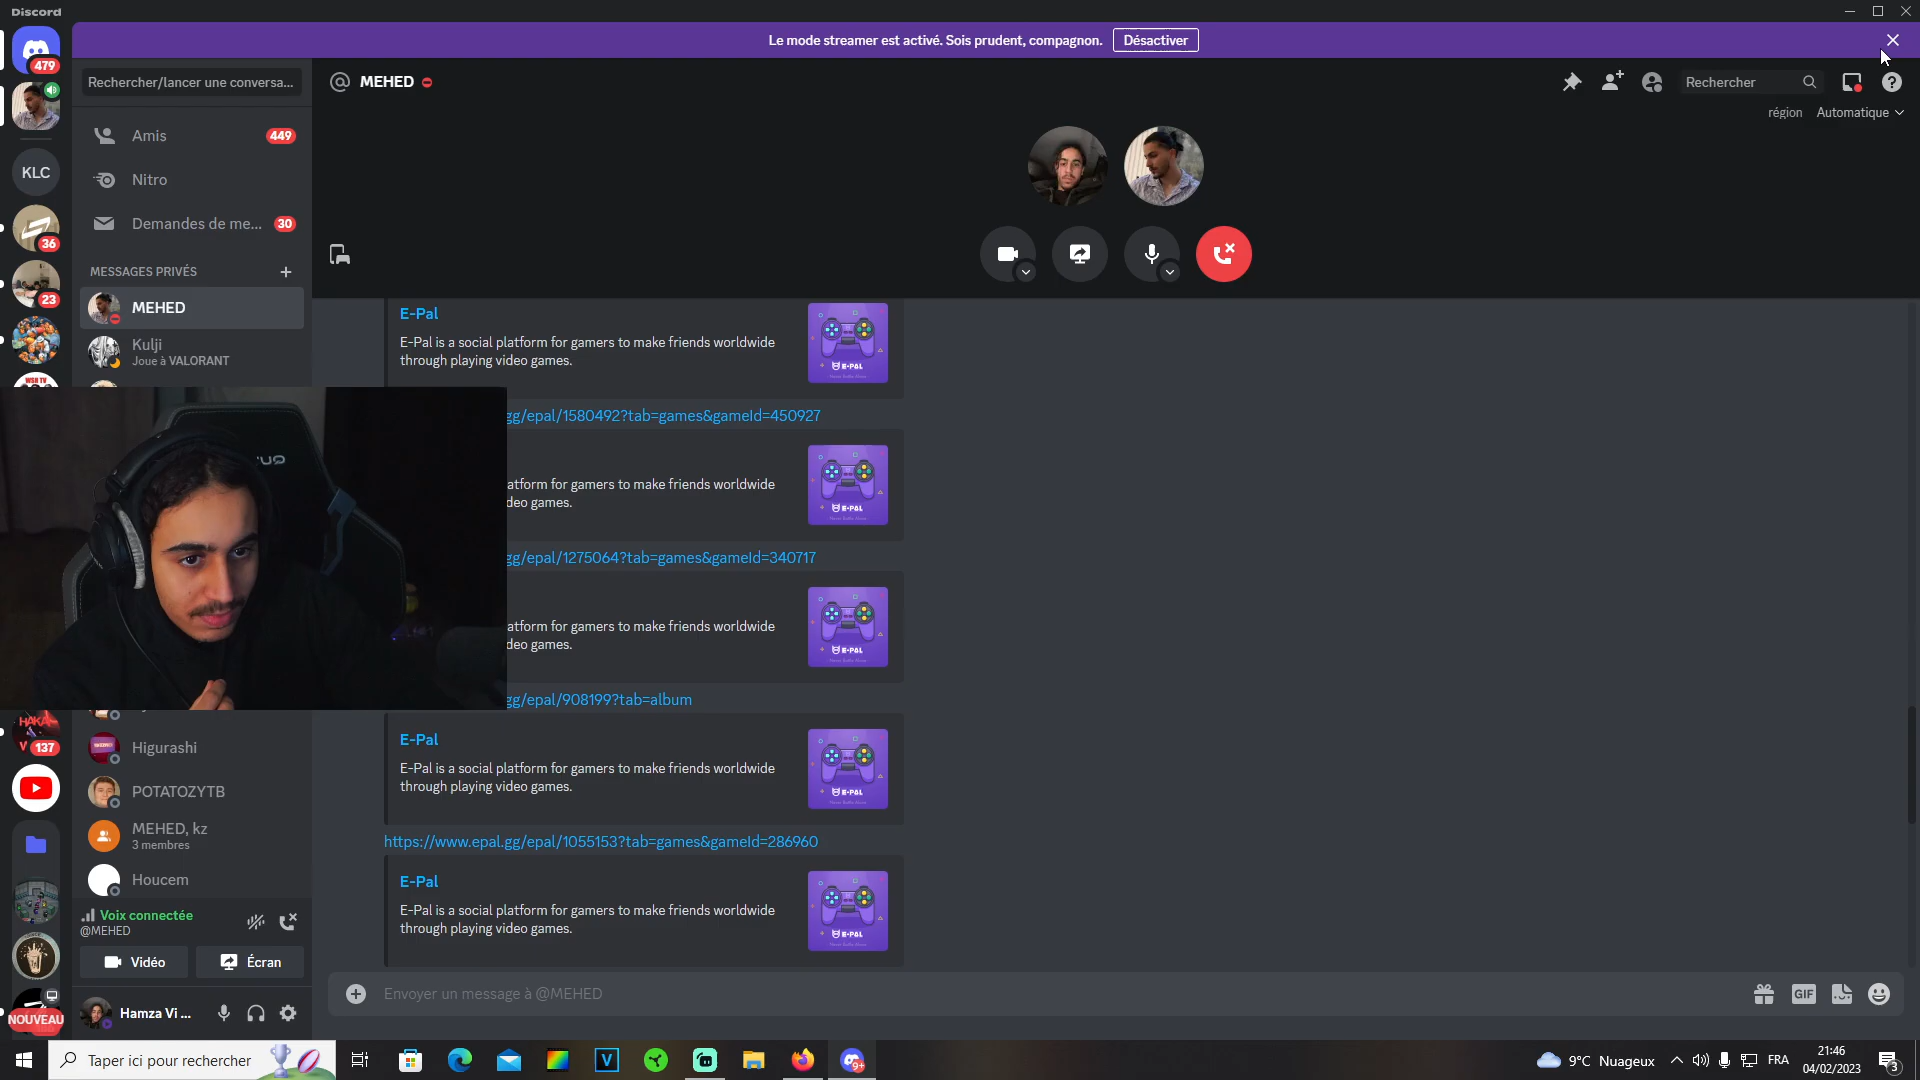 Discord
Le mode streamer est activé. Sois prudent, compagnon.
Désactiver
479
Rechercher/lancer une conversa...
MEHED
Rechercher
région
Automatique
Amis
449
KLC
Nitro
36
Demandes de me...
30
MESSAGES PRIVÉS
23
MEHED
Kulji
Joue à VALORANT
E-Pal
E-Pal is a social platform for gamers to make friends worldwide
through playing video games.
E-PAL
gg/epal/1580492?tab=games&gameId=450927
atform for gamers to make friends worldwide
deo games.
E-PAL
gg/epal/1275064?tab=games&gameId=340717
atform for gamers to make friends worldwide
deo games.
E-PAL
gg/epal/908199?tab=album
HAKA
V
137
Higurashi
E-Pal
E-Pal is a social platform for gamers to make friends worldwide
through playing video games.
E-PAL
POTATOZYTB
MEHED, kz
3 membres
https://www.epal.gg/epal/1055153?tab=games&gameId=286960
Houcem
E-Pal
E-Pal is a social platform for gamers to make friends worldwide
through playing video games.
E-PAL
Voix connectée
@MEHED
Vidéo
Écran
Envoyer un message à @MEHED
GIF
NOUVEAU
Hamza Vi ...
Taper ici pour rechercher
V
9+
9°C Nuageux
FRA
21:46
04/02/2023
3